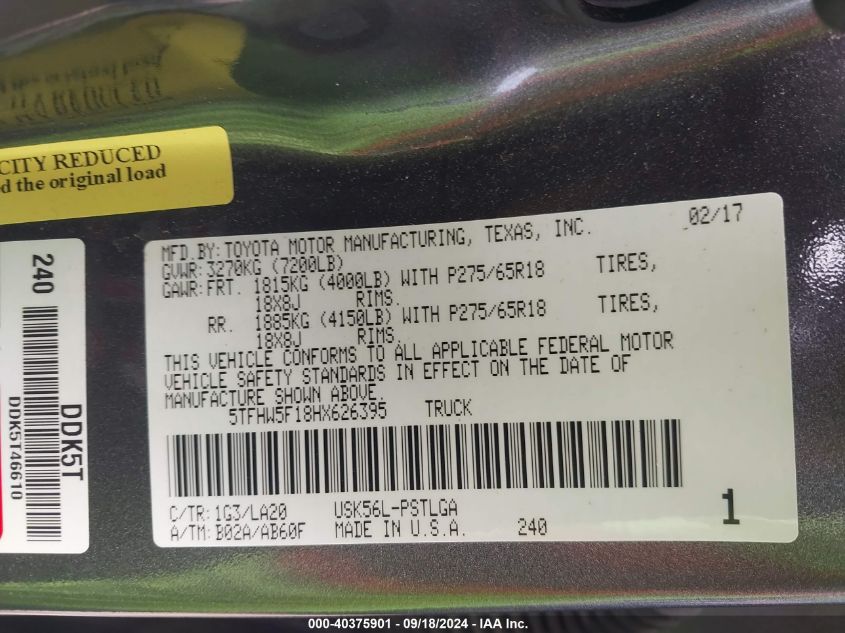 CITY REDUCED
d the original load
240
DDK5T
DDK5T46610
02/17
MFD.BY:TOYOTA MOTOR MANUFACTURING, TEXAS, INC.
GVWR:3270KG (7200LB)
GAWR:FRT. 1815KG (4000LB) WITH P275/65R18 TIRES,
18X8J RIMS.
RR. 1885KG (4150LB) WITH P275/65R18 TIRES,
18X8J RIMS.
THIS VEHICLE CONFORMS TO ALL APPLICABLE FEDERAL MOTOR
VEHICLE SAFETY STANDARDS IN EFFECT ON THE DATE OF
MANUFACTURE SHOWN ABOVE.
5TFHW5F18HX626395 TRUCK
C/TR:1G3/LA20 USK56L-PSTLGA
A/TM:B02A/AB60F MADE IN U.S.A. 240
1
000-40375901 - 09/18/2024 - IAA Inc.